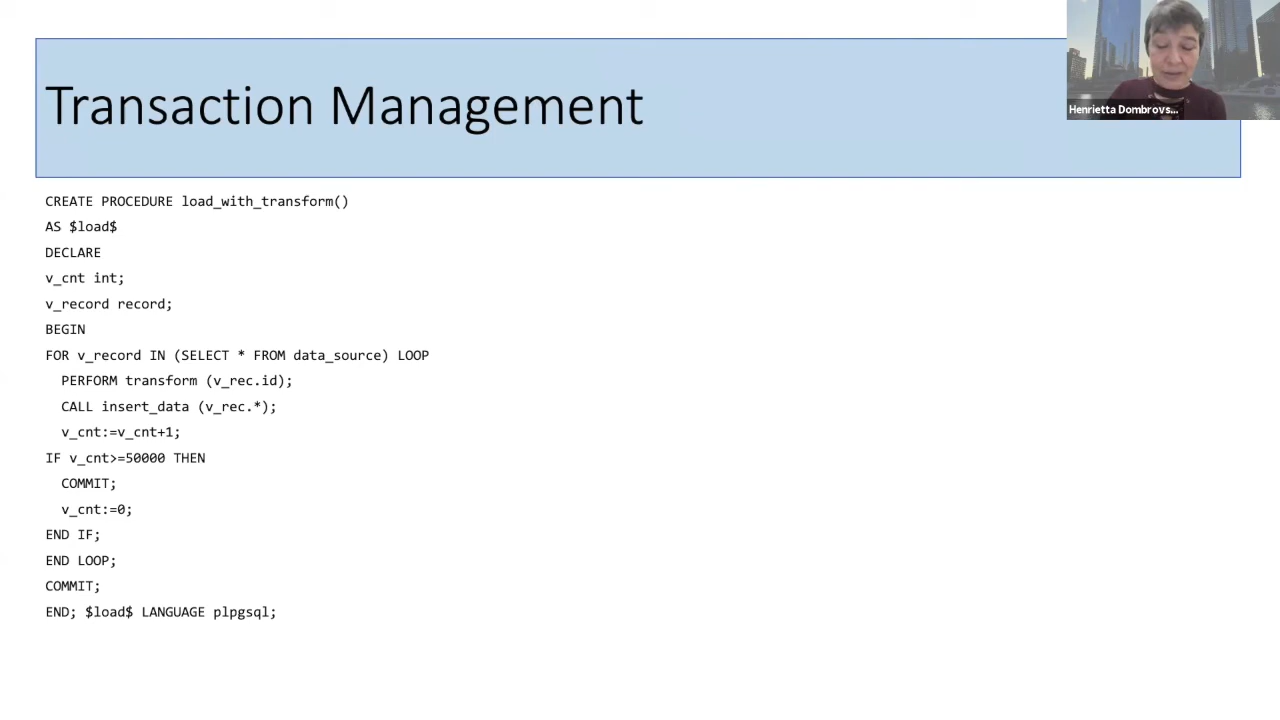 Transaction Management
Henrietta Dombrovs...
CREATE PROCEDURE load_with_transform()
AS $load$
DECLARE
v_cnt int;
v_record record;
BEGIN
FOR v_record IN (SELECT * FROM data_source) LOOP
PERFORM transform (v_rec.id);
CALL insert_data (v_rec.*);
v_cnt:=v_cnt+1;
IF v_cnt>=50000 THEN
COMMIT;
v_cnt:=0;
END IF;
END LOOP;
COMMIT;
END; $load$ LANGUAGE plpgsql;